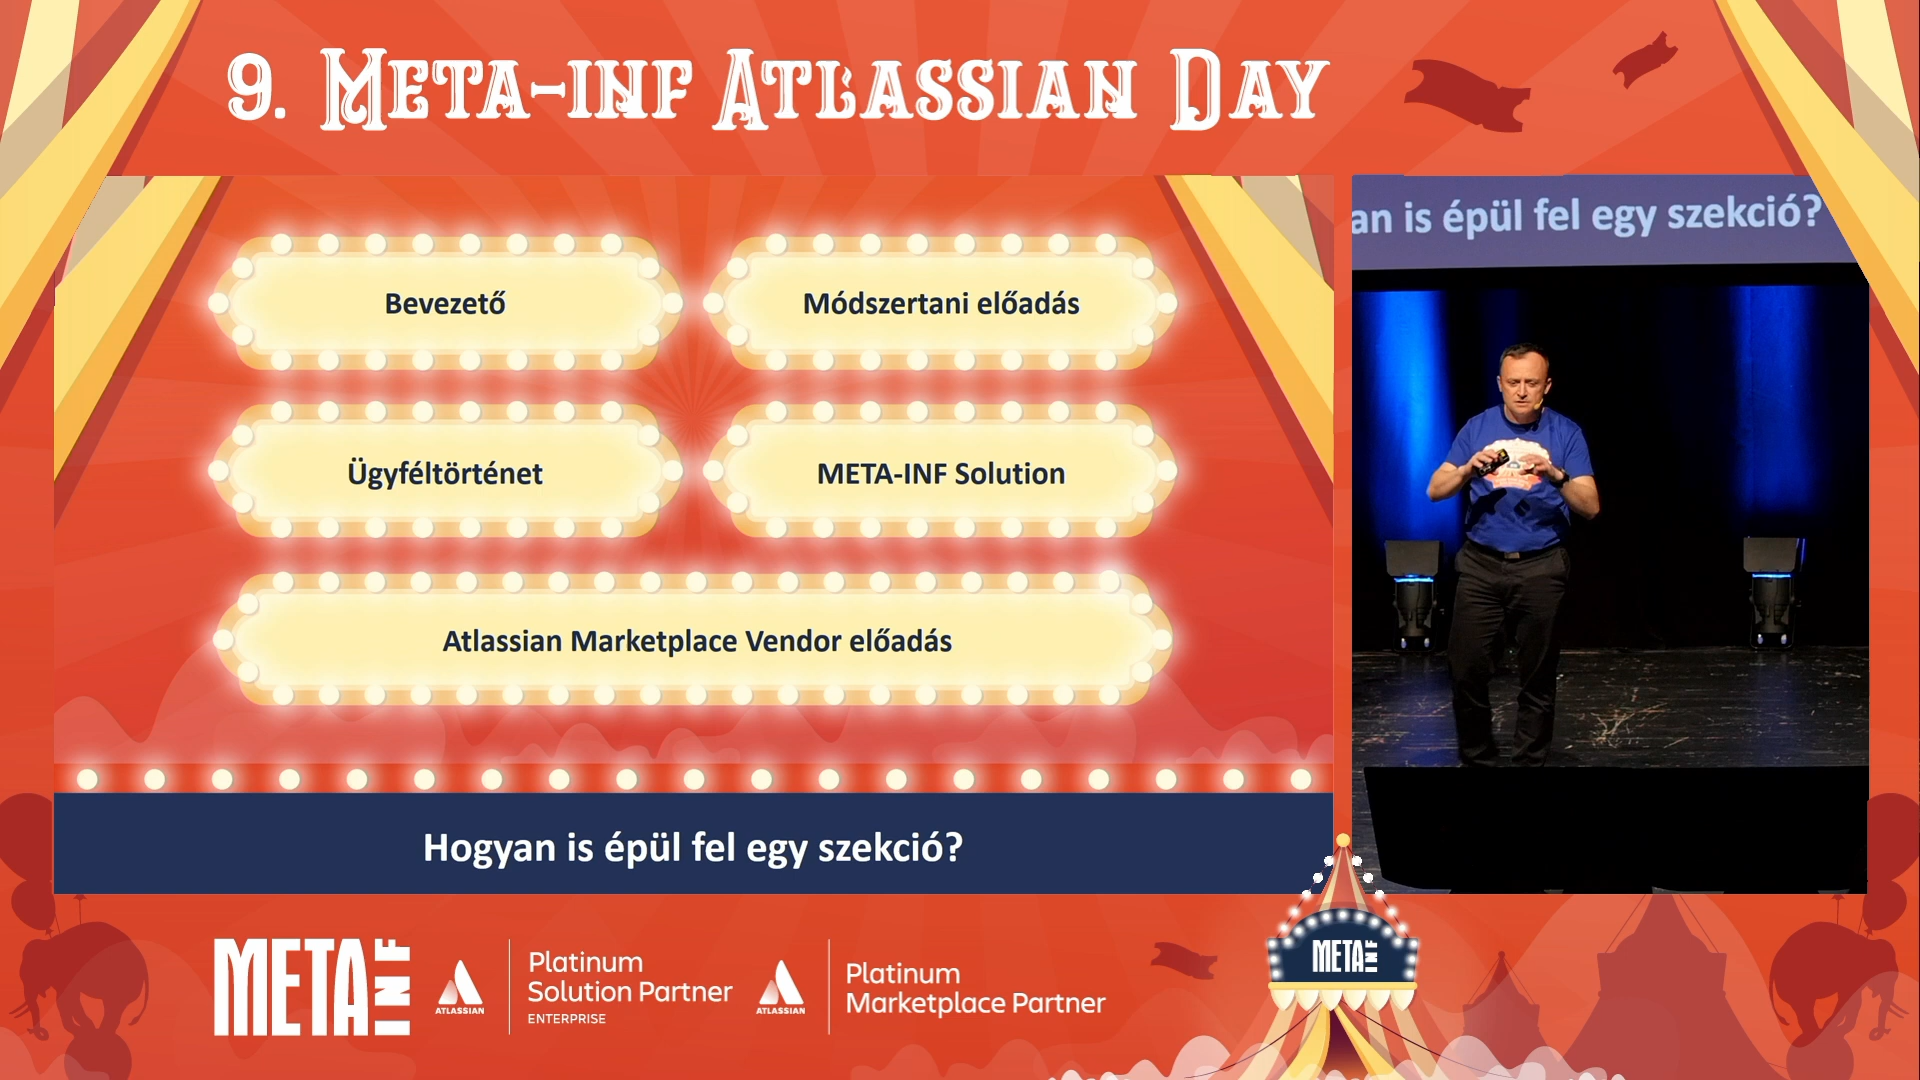 9. META-INF ATLASSIAN DAY
Bevezető
Módszertani előadás
Ügyféltörténet
META-INF Solution
Atlassian Marketplace Vendor előadás
Hogyan is épül fel egy szekció?
an is épül fel egy szekció?
META INF
ATLASSIAN
Platinum
Solution Partner
ENTERPRISE
ATLASSIAN
Platinum
Marketplace Partner
META INF